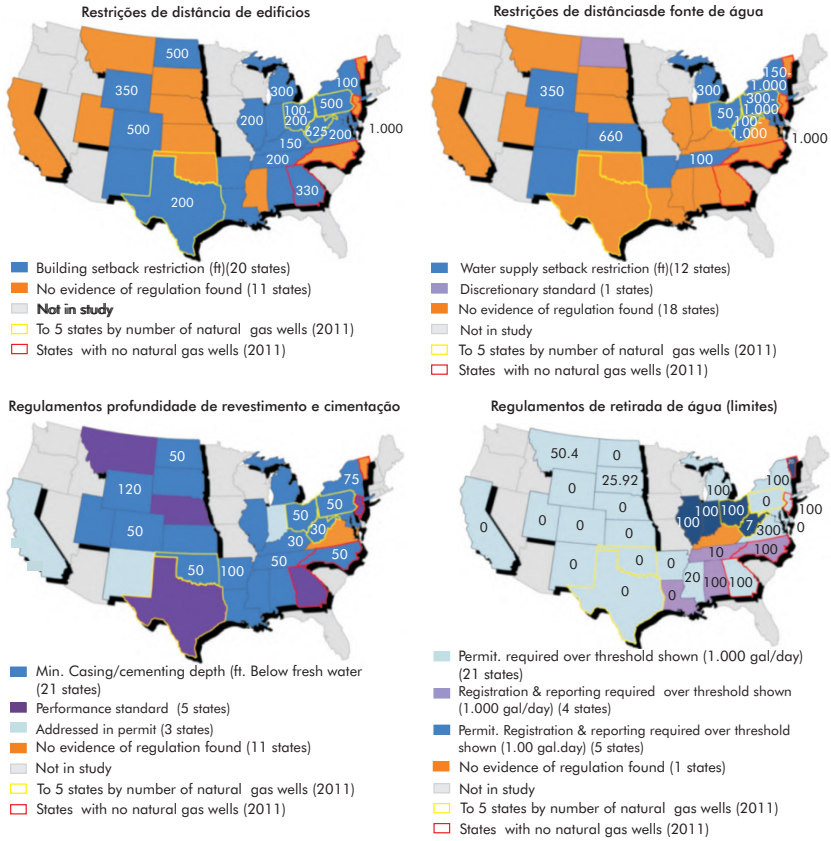 Restrições de distância de edifícios
500
350
100
300
500
500
100-
200
200
625
200
1.000
150
200
200
330
Building setback restriction (ft)(20 states)
No evidence of regulation found (11 states)
Not in study
To 5 states by number of natural gas wells (2011)
States with no natural gas wells (2011)
Restrições de distânciasde fonte de água
150-
1.000
350
300
300-
1.000
50
100-
1.000
660
1.000
100
Water supply setback restriction (ft)(12 states)
Discretionary standard (1 states)
No evidence of regulation found (18 states)
Not in study
To 5 states by number of natural gas wells (2011)
States with no natural gas wells (2011)
Regulamentos profundidade de revestimento e cimentação
50
75
120
50
50
50
30
30
50
50
50
100
Min. Casing/cementing depth (ft. Below fresh water
(21 states)
Performance standard (5 states)
Addressed in permit (3 states)
No evidence of regulation found (11 states)
Not in study
To 5 states by number of natural gas wells (2011)
States with no natural gas wells (2011)
Regulamentos de retirada de água (limites)
50.4
0
25.92
100
0
100
0
100
0
0
0
100
100
100
7
300
0
0
0
10
100
0
0
0
20
100
100
0
0
Permit. required over threshold shown (1.000 gal/day)
(21 states)
Registration & reporting required over threshold shown
(1.000 gal/day) (4 states)
Permit. Registration & reporting required over threshold
shown (1.00 gal.day) (5 states)
No evidence of regulation found (1 states)
Not in study
To 5 states by number of natural gas wells (2011)
States with no natural gas wells (2011)